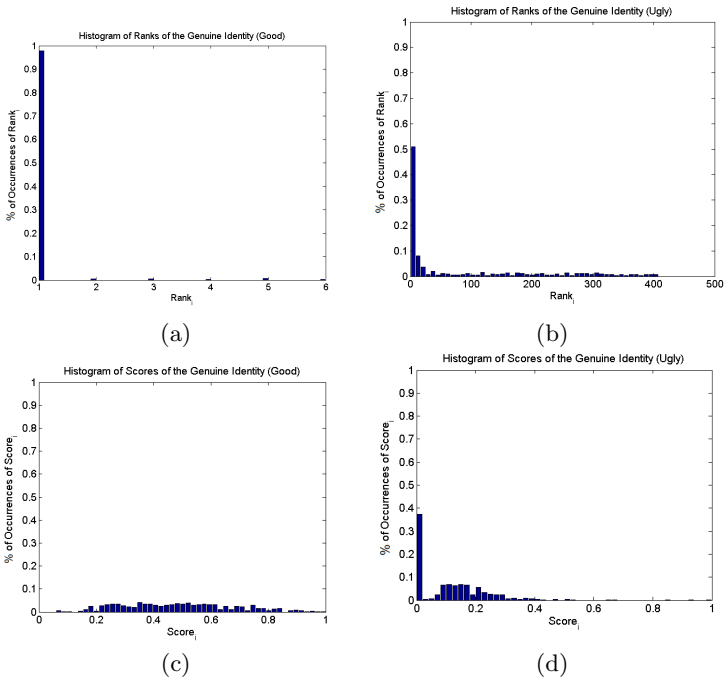 Histogram of Ranks of the Genuine Identity (Good)
% of Occurrences of Rank_i
1
0.9
0.8
0.7
0.6
0.5
0.4
0.3
0.2
0.1
0
1 2 3 4 5 6
Rank_i
(a)
Histogram of Ranks of the Genuine Identity (Ugly)
% of Occurrences of Rank_i
1
0.9
0.8
0.7
0.6
0.5
0.4
0.3
0.2
0.1
0
0 100 200 300 400 500
Rank_i
(b)
Histogram of Scores of the Genuine Identity (Good)
% of Occurrences of Score_i
1
0.9
0.8
0.7
0.6
0.5
0.4
0.3
0.2
0.1
0
0 0.2 0.4 0.6 0.8 1
Score_i
(c)
Histogram of Scores of the Genuine Identity (Ugly)
% of Occurrences of Score_i
1
0.9
0.8
0.7
0.6
0.5
0.4
0.3
0.2
0.1
0
0 0.2 0.4 0.6 0.8 1
Score_i
(d)